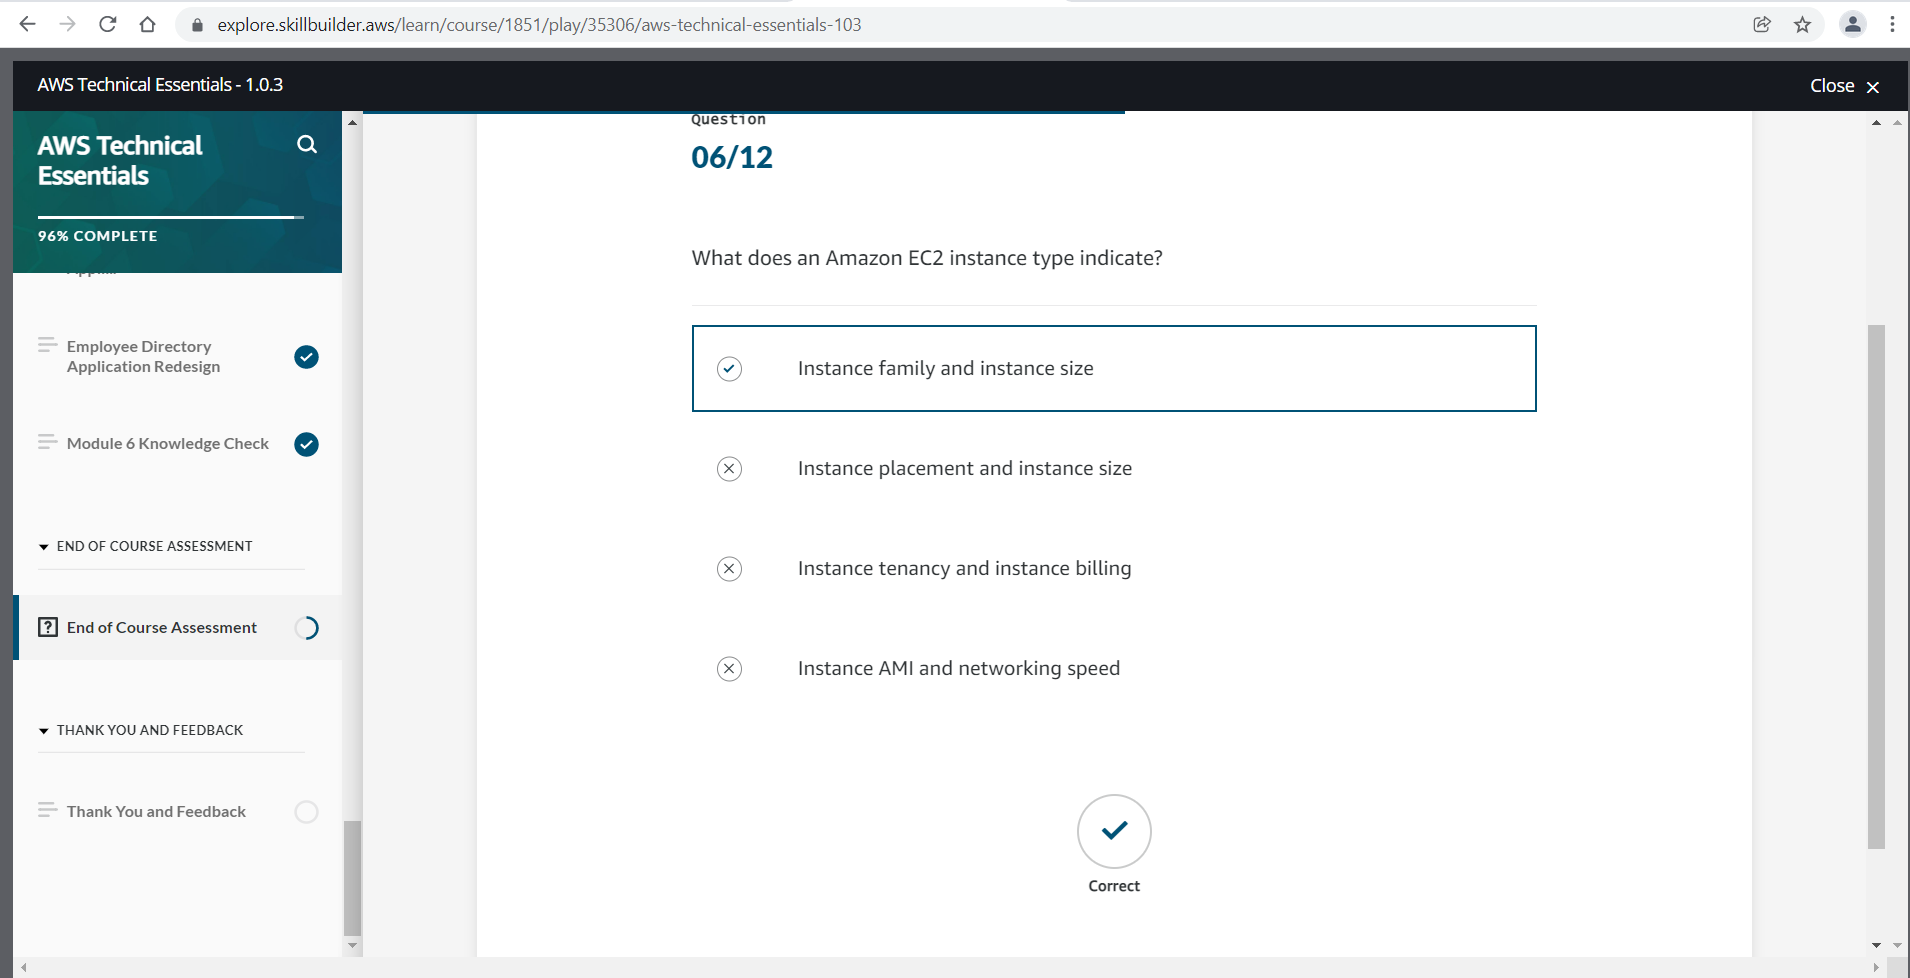 explore.skillbuilder.aws/learn/course/1851/play/35306/aws-technical-essentials-103
AWS Technical Essentials - 1.0.3
Close
AWS Technical
Essentials
96% COMPLETE
Employee Directory
Application Redesign
Module 6 Knowledge Check
END OF COURSE ASSESSMENT
End of Course Assessment
THANK YOU AND FEEDBACK
Thank You and Feedback
Question
06/12
What does an Amazon EC2 instance type indicate?
Instance family and instance size
Instance placement and instance size
Instance tenancy and instance billing
Instance AMI and networking speed
Correct